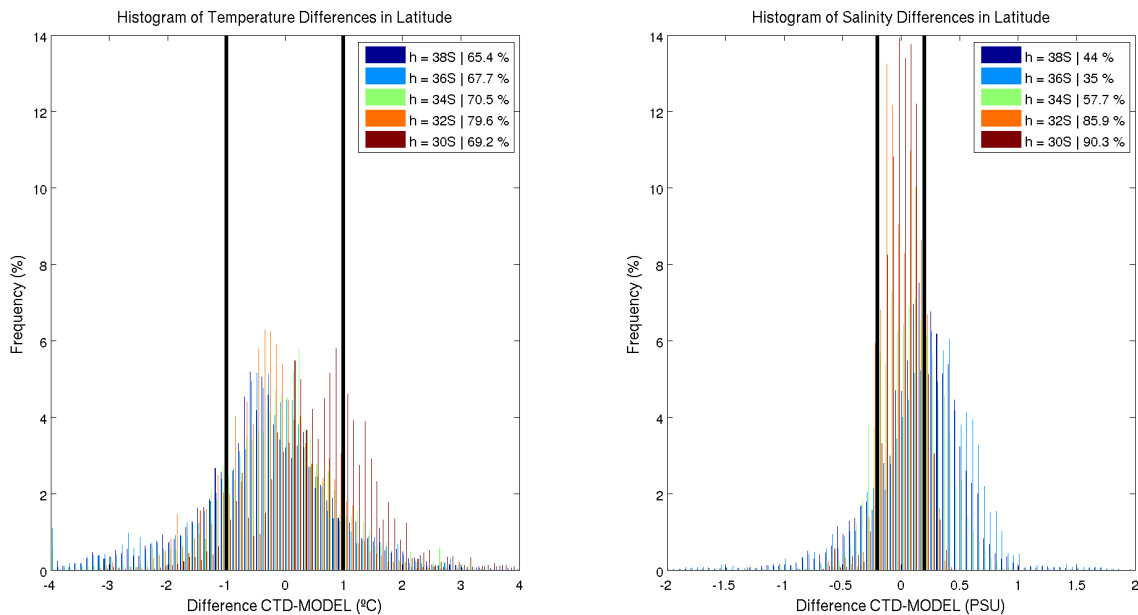 Histogram of Temperature Differences in Latitude
14
12
10
8
6
4
2
0
Frequency (%)
h = 38S | 65.4 %
h = 36S | 67.7 %
h = 34S | 70.5 %
h = 32S | 79.6 %
h = 30S | 69.2 %
-4 -3 -2 -1 0 1 2 3 4
Difference CTD-MODEL (ºC)
Histogram of Salinity Differences in Latitude
14
12
10
8
6
4
2
0
Frequency (%)
h = 38S | 44 %
h = 36S | 35 %
h = 34S | 57.7 %
h = 32S | 85.9 %
h = 30S | 90.3 %
-2 -1.5 -1 -0.5 0 0.5 1 1.5 2
Difference CTD-MODEL (PSU)